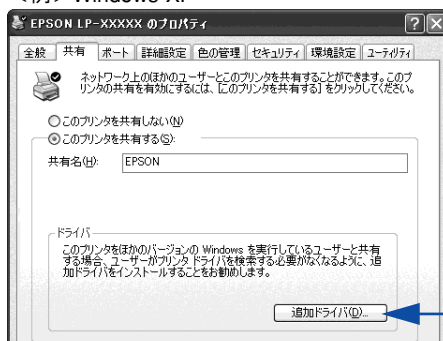 EPSON LP-XXXXX のプロパティ
全般 共有 ポート 詳細設定 色の管理 セキュリティ 環境設定 ユーティリティ
ネットワーク上のほかのユーザーとこのプリンタを共有することができます。このプ
リンタの共有を有効にするには、[このプリンタを共有する] をクリックしてください。
このプリンタを共有しない(N)
このプリンタを共有する(S):
共有名(H): EPSON
ドライバ
このプリンタをほかのバージョンの Windows を実行しているユーザーと共有
する場合、ユーザーがプリンタ ドライバを検索する必要がなくなるように、追
加ドライバをインストールすることをお勧めします。
追加ドライバ(D)...